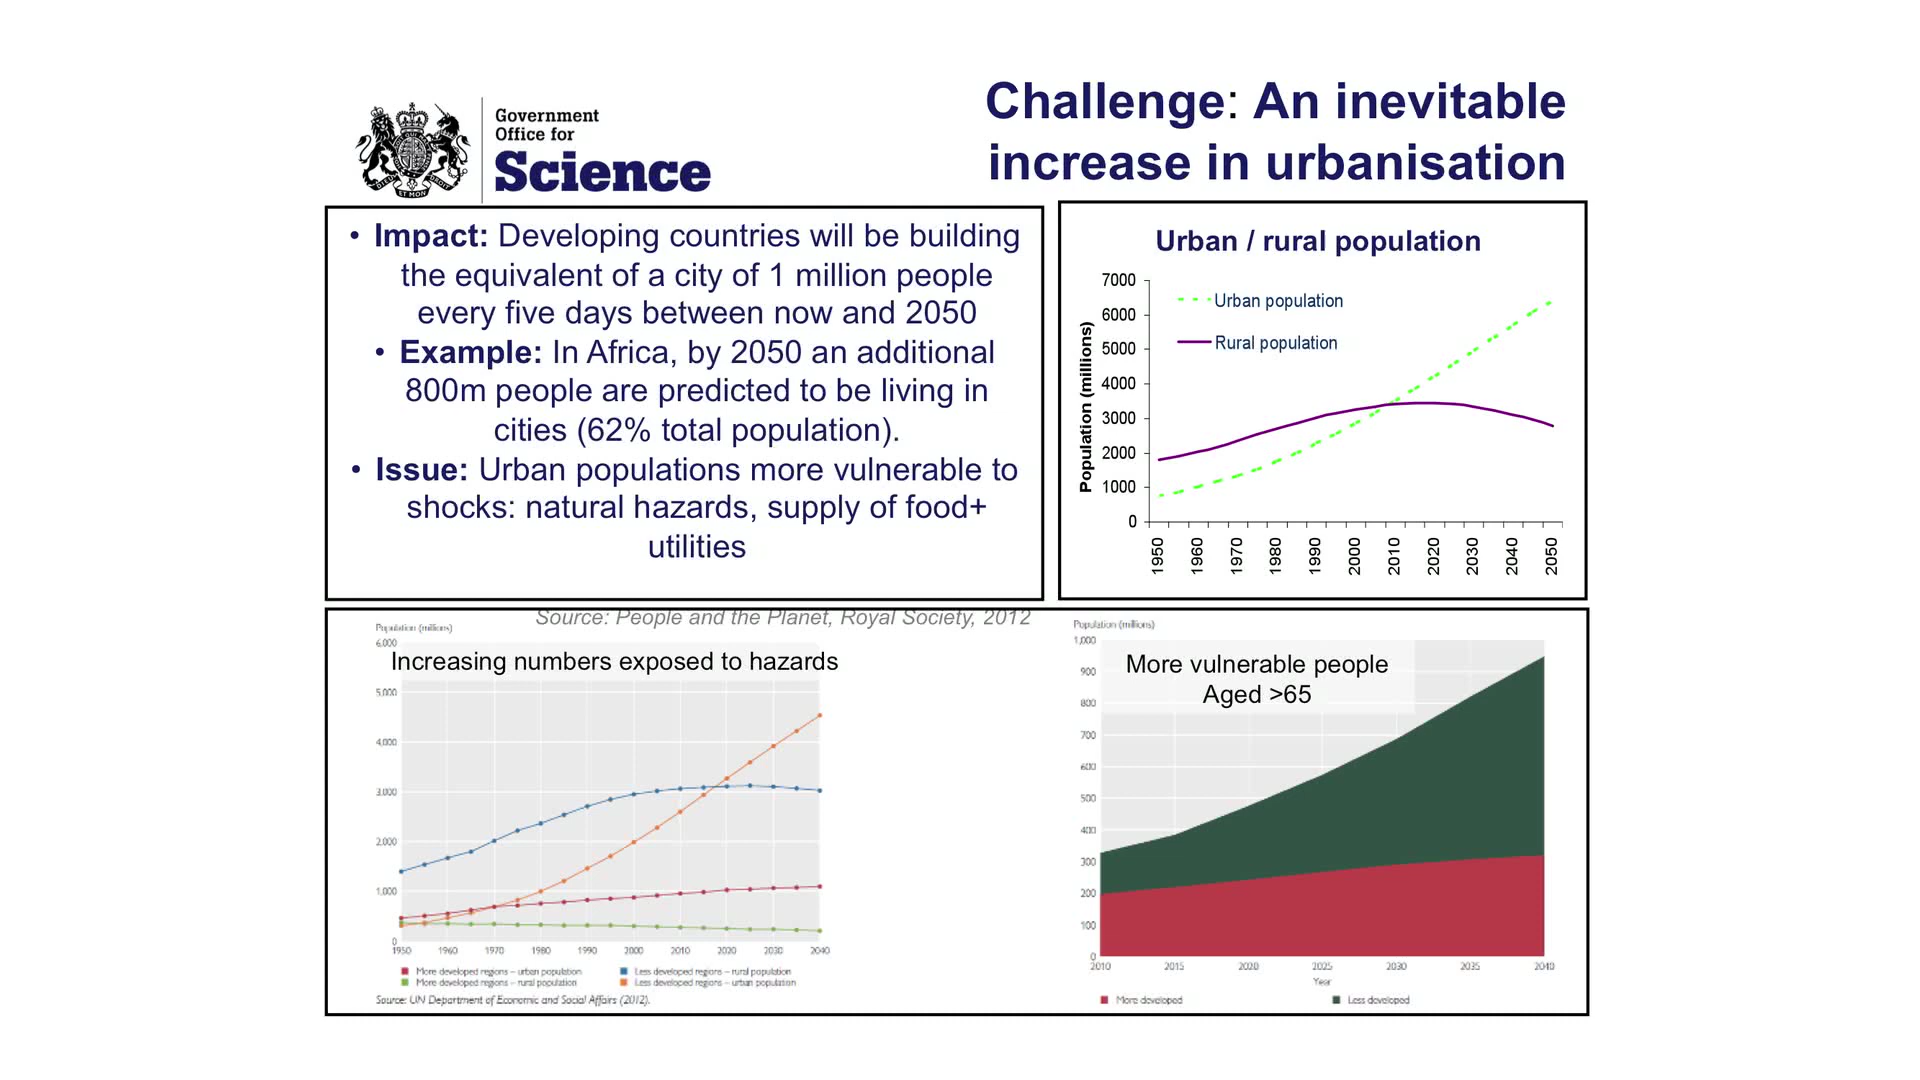 Government
Office for
Science
DIEU ET MON DROIT
Challenge: An inevitable
increase in urbanisation
• Impact: Developing countries will be building
the equivalent of a city of 1 million people
every five days between now and 2050
• Example: In Africa, by 2050 an additional
800m people are predicted to be living in
cities (62% total population).
• Issue: Urban populations more vulnerable to
shocks: natural hazards, supply of food+
utilities
Urban / rural population
Population (millions)
7000
6000
5000
4000
3000
2000
1000
0
Urban population
Rural population
1950 1960 1970 1980 1990 2000 2010 2020 2030 2040 2050
Source: People and the Planet, Royal Society, 2012
Population (millions)
Increasing numbers exposed to hazards
6,000
5,000
4,000
3,000
2,000
1,000
0
1950 1960 1970 1980 1990 2000 2010 2020 2030 2040
More developed regions – urban population
Less developed regions – rural population
More developed regions – rural population
Less developed regions – urban population
Source: UN Department of Economic and Social Affairs (2012).
Population (millions)
More vulnerable people
Aged >65
1,000
900
800
700
600
500
400
300
200
100
0
2010 2015 2020 2025 2030 2035 2040
Year
More developed
Less developed